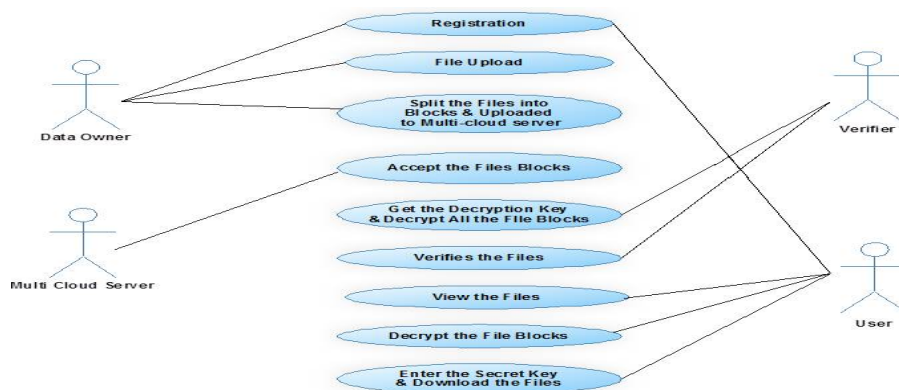 Registration
File Upload
Split the Files into
Blocks & Uploaded
to Multi-cloud server
Data Owner
Verifier
Accept the Files Blocks
Get the Decryption Key
& Decrypt All the File Blocks
Verifies the Files
Multi Cloud Server
View the Files
User
Decrypt the File Blocks
Enter the Secret Key
& Download the Files